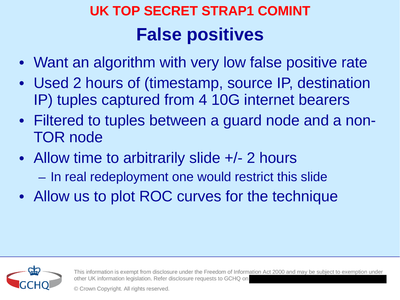 UK TOP SECRET STRAP1 COMINT
False positives
• Want an algorithm with very low false positive rate
• Used 2 hours of (timestamp, source IP, destination
IP) tuples captured from 4 10G internet bearers
• Filtered to tuples between a guard node and a non-
TOR node
• Allow time to arbitrarily slide +/- 2 hours
– In real redeployment one would restrict this slide
• Allow us to plot ROC curves for the technique
GCHQ
This information is exempt from disclosure under the Freedom of Information Act 2000 and may be subject to exemption under
other UK information legislation. Refer disclosure requests to GCHQ on
© Crown Copyright. All rights reserved.